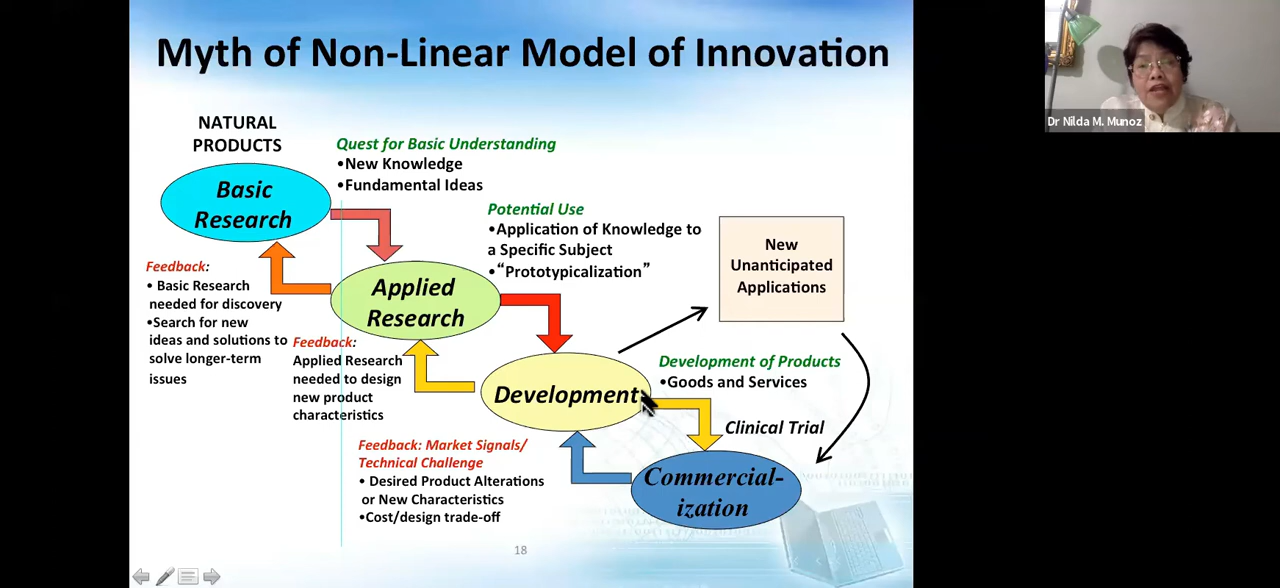 Myth of Non-Linear Model of Innovation
NATURAL
PRODUCTS
Basic
Research
Quest for Basic Understanding
•New Knowledge
•Fundamental Ideas
Potential Use
•Application of Knowledge to
a Specific Subject
•“Prototypicalization”
New
Unanticipated
Applications
Feedback:
• Basic Research
needed for discovery
•Search for new
ideas and solutions to
solve longer-term
issues
Applied
Research
Feedback:
Applied Research
needed to design
new product
characteristics
Development
Development of Products
•Goods and Services
Clinical Trial
Feedback: Market Signals/
Technical Challenge
• Desired Product Alterations
or New Characteristics
•Cost/design trade-off
Commercial-
ization
18
Dr Nilda M. Munoz